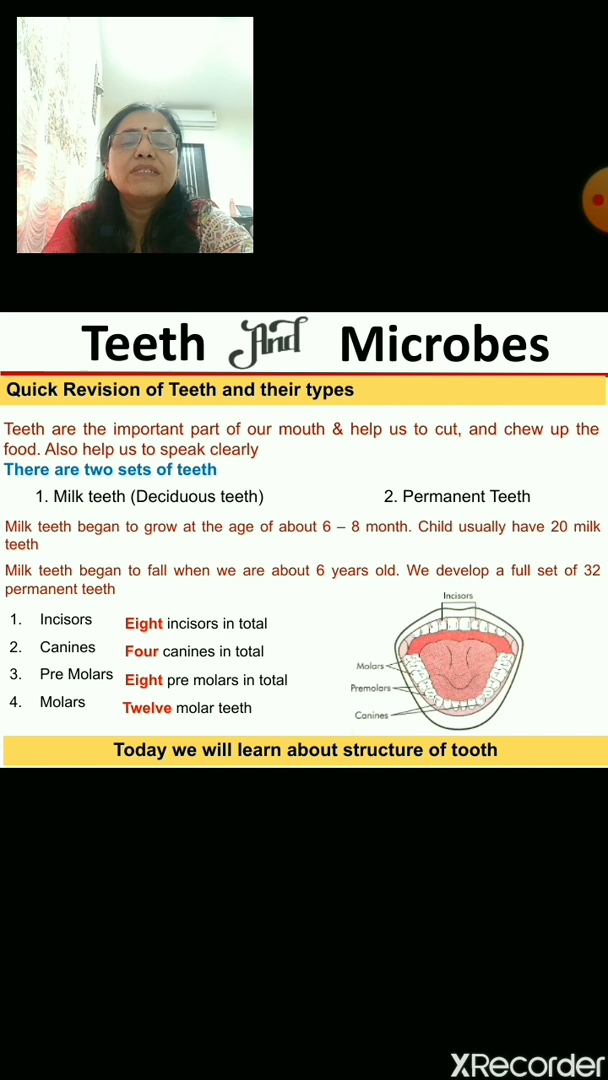 Teeth And Microbes
Quick Revision of Teeth and their types
Teeth are the important part of our mouth & help us to cut, and chew up the
food. Also help us to speak clearly
There are two sets of teeth
1. Milk teeth (Deciduous teeth) 2. Permanent Teeth
Milk teeth began to grow at the age of about 6 – 8 month. Child usually have 20 milk
teeth
Milk teeth began to fall when we are about 6 years old. We develop a full set of 32
permanent teeth
1. Incisors Eight incisors in total
2. Canines Four canines in total
3. Pre Molars Eight pre molars in total
4. Molars Twelve molar teeth
Incisors
Molars
Premolars
Canines
Today we will learn about structure of tooth
XRecorder